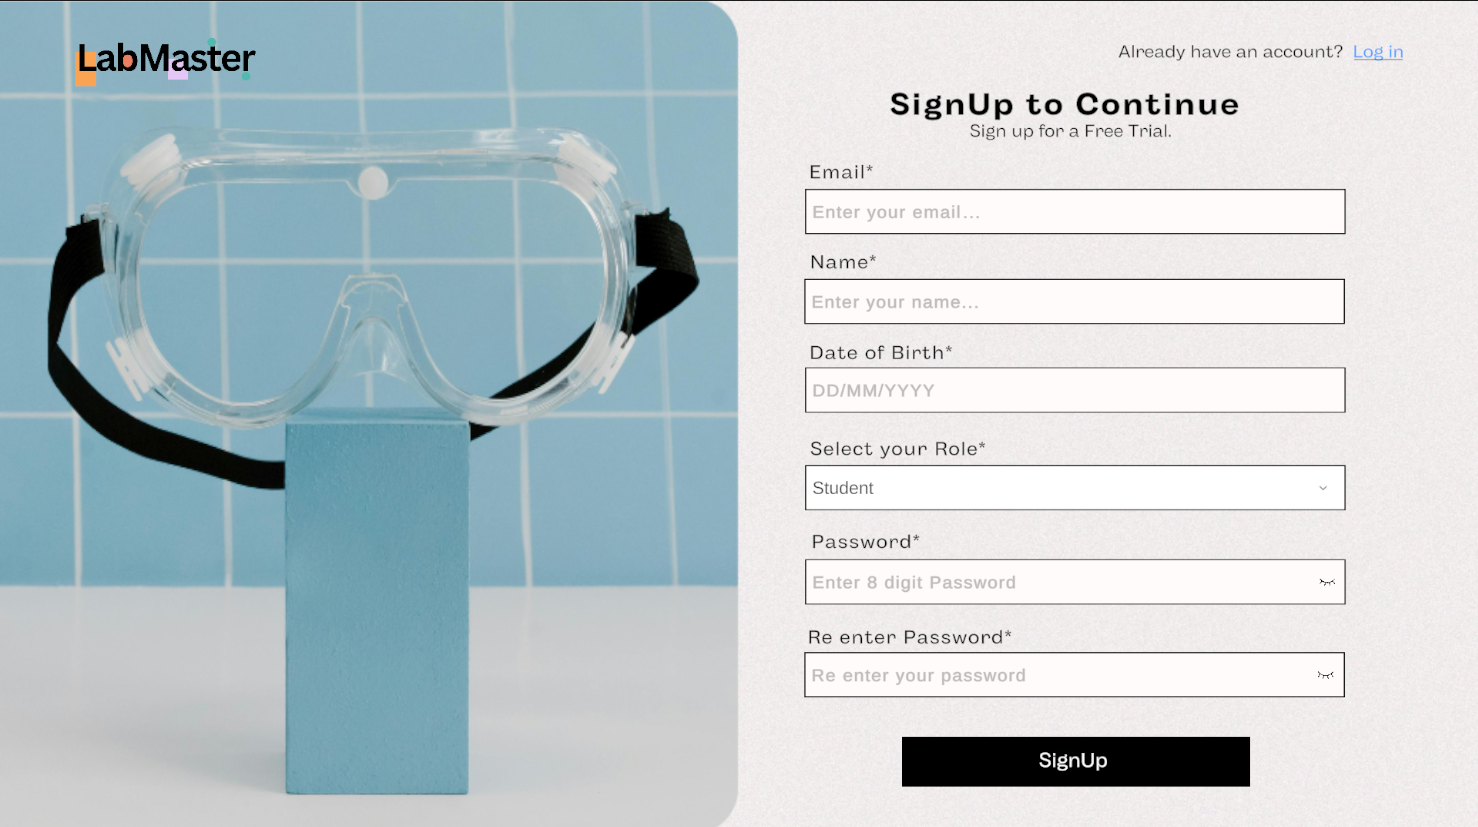 LabMaster
Already have an account? Log in
SignUp to Continue
Sign up for a Free Trial.
Email*
Enter your email...
Name*
Enter your name...
Date of Birth*
DD/MM/YYYY
Select your Role*
Student
Password*
Enter 8 digit Password
Re enter Password*
Re enter your password
SignUp